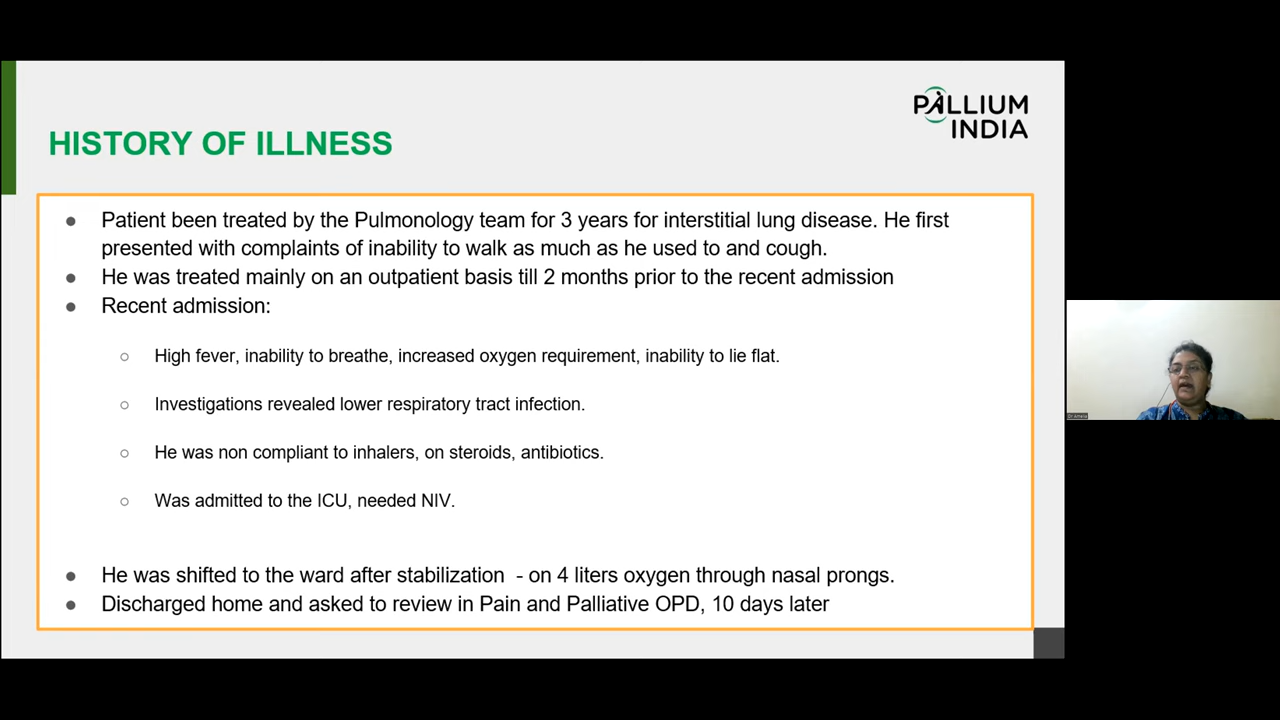 PALLIUM
INDIA
HISTORY OF ILLNESS
● Patient been treated by the Pulmonology team for 3 years for interstitial lung disease. He first
presented with complaints of inability to walk as much as he used to and cough.
● He was treated mainly on an outpatient basis till 2 months prior to the recent admission
● Recent admission:
○ High fever, inability to breathe, increased oxygen requirement, inability to lie flat.
○ Investigations revealed lower respiratory tract infection.
○ He was non compliant to inhalers, on steroids, antibiotics.
○ Was admitted to the ICU, needed NIV.
● He was shifted to the ward after stabilization - on 4 liters oxygen through nasal prongs.
● Discharged home and asked to review in Pain and Palliative OPD, 10 days later